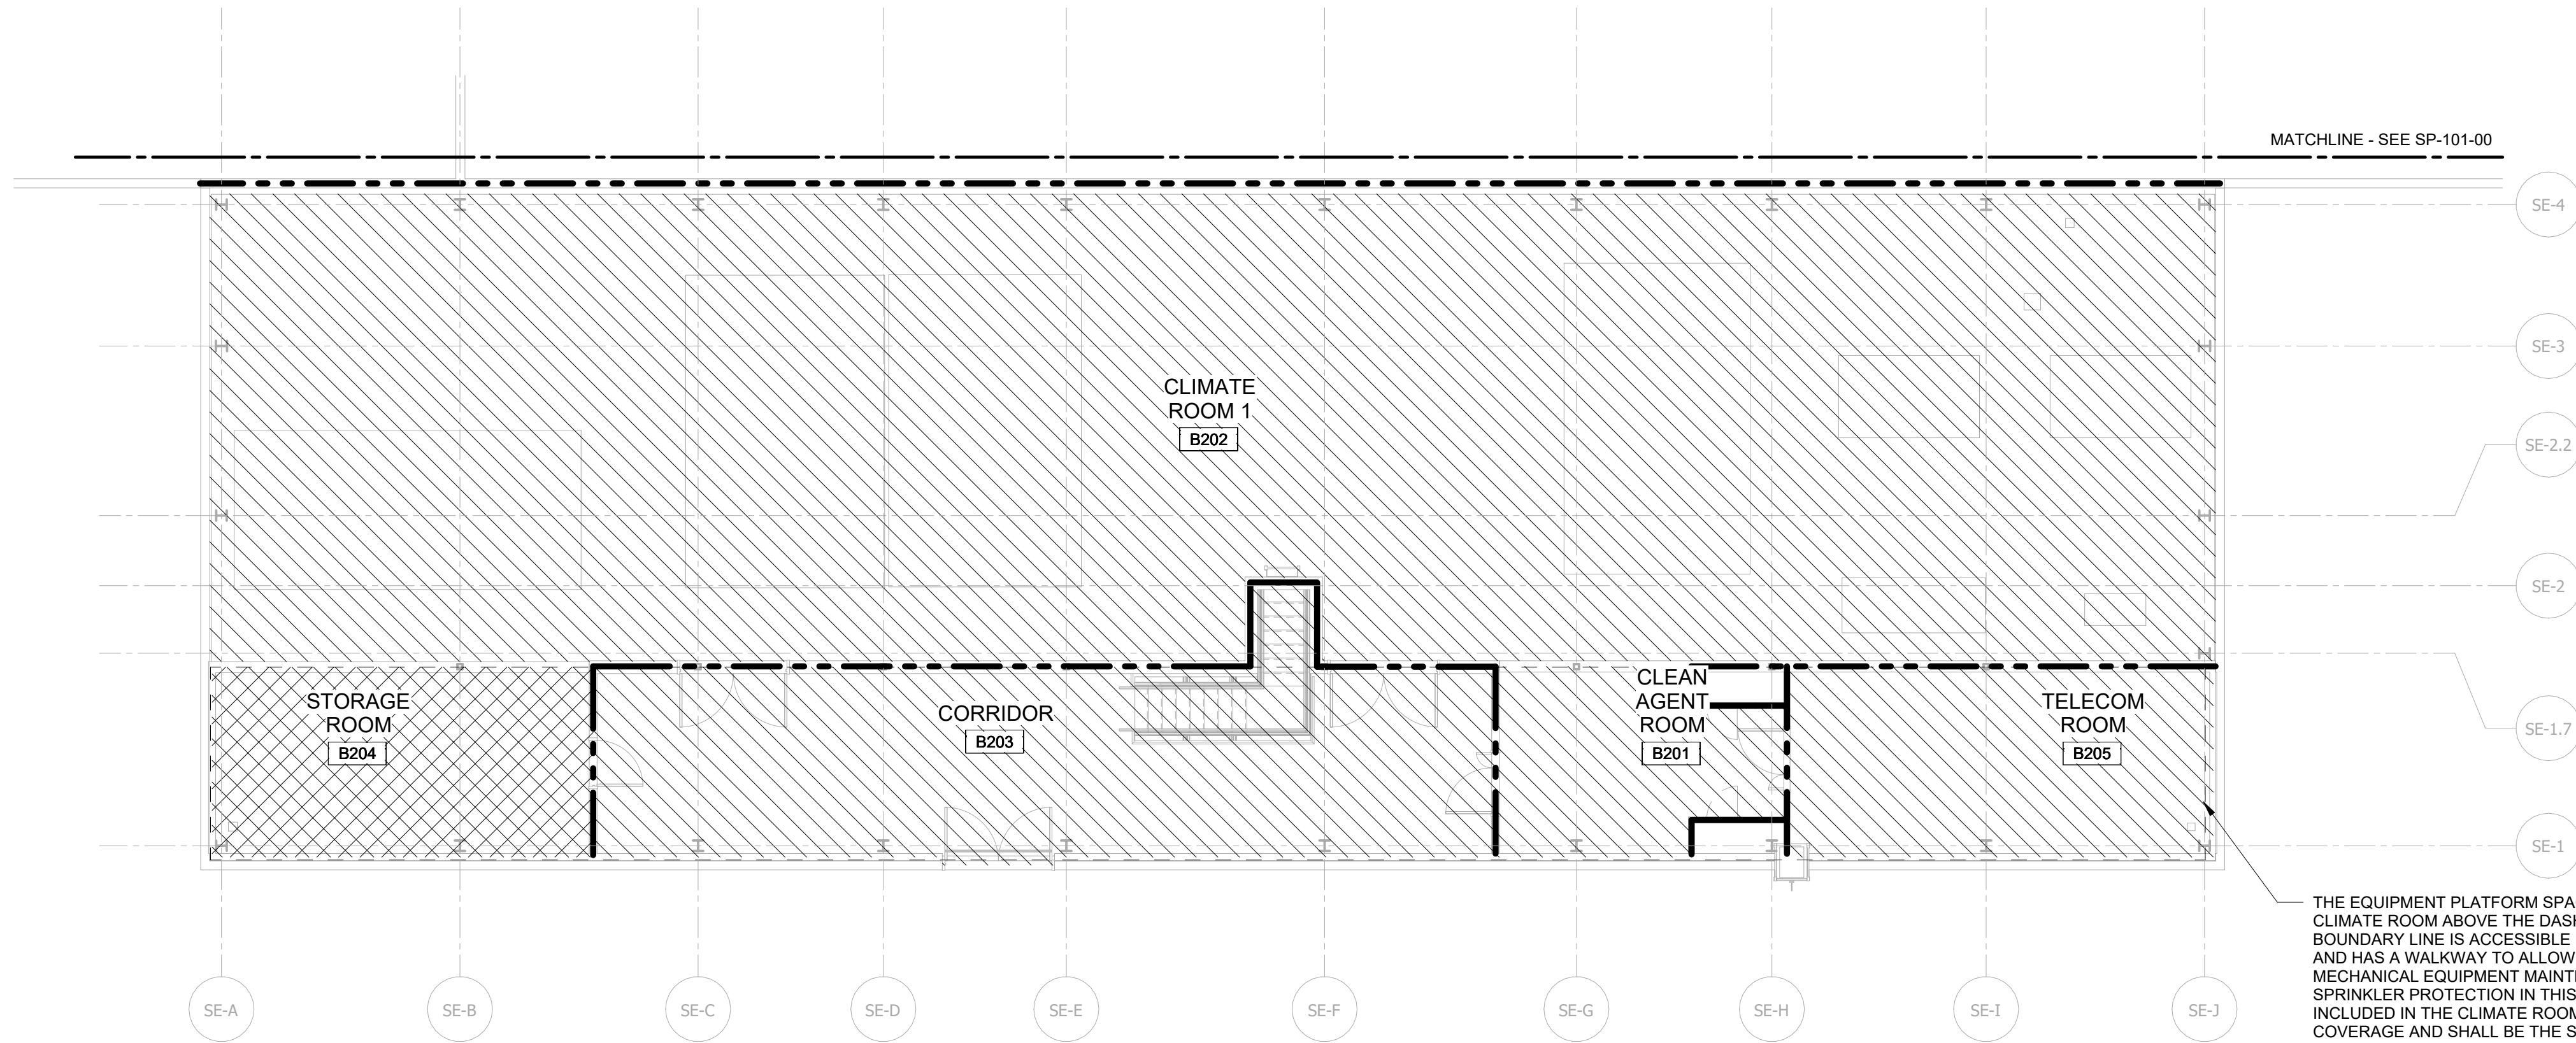 MATCHLINE - SEE SP-101-00
SE-4
SE-3
CLIMATE
ROOM 1
B202
SE-2.2
SE-2
STORAGE
ROOM
B204
CORRIDOR
B203
CLEAN
AGENT
ROOM
B201
TELECOM
ROOM
B205
SE-1.7
SE-1
THE EQUIPMENT PLATFORM
CLIMATE ROOM ABOVE THE
BOUNDARY LINE IS ACCESSIBLE
AND HAS A WALKWAY TO ALLOW
MECHANICAL EQUIPMENT
SPRINKLER PROTECTION IN THIS
INCLUDED IN THE CLIMATE ROOM
COVERAGE AND SHALL BE THE
SE-A
SE-B
SE-C
SE-D
SE-E
SE-F
SE-G
SE-H
SE-I
SE-J